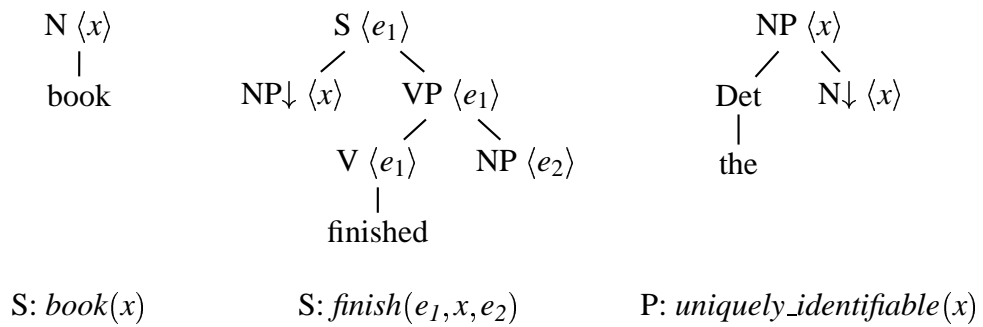 N ⟨x⟩ S ⟨e₁⟩ NP ⟨x⟩
book NP↓ ⟨x⟩ VP ⟨e₁⟩ Det N↓ ⟨x⟩
V ⟨e₁⟩ NP ⟨e₂⟩ the
finished
S: book(x) S: finish(e₁,x,e₂) P: uniquely_identifiable(x)